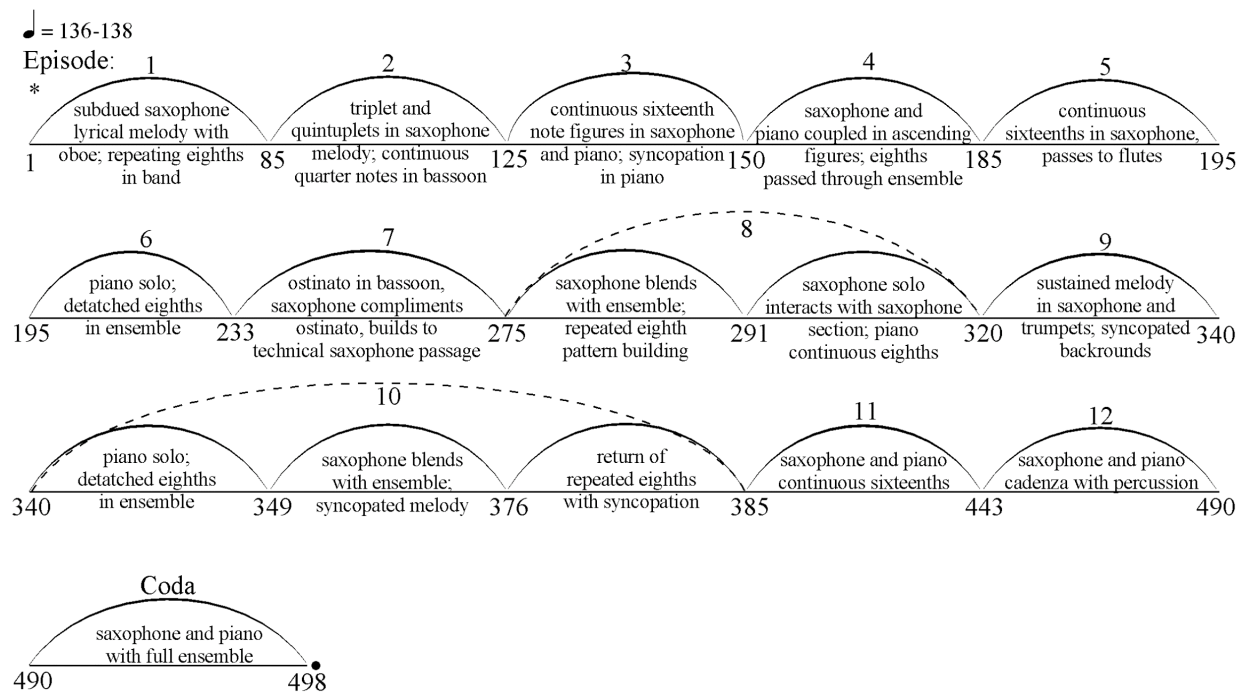 ♩ = 136-138
Episode:
*
1
subdued saxophone
lyrical melody with
oboe; repeating eighths
in band
2
triplet and
quintuplets in saxophone
melody; continuous
quarter notes in bassoon
3
continuous sixteenth
note figures in saxophone
and piano; syncopation
in piano
4
saxophone and
piano coupled in ascending
figures; eighths
passed through ensemble
5
continuous
sixteenths in saxophone,
passes to flutes
1 85 125 150 185 195
6
piano solo;
detatched eighths
in ensemble
7
ostinato in bassoon,
saxophone compliments
ostinato, builds to
technical saxophone passage
8
saxophone blends
with ensemble;
repeated eighth
pattern building
saxophone solo
interacts with saxophone
section; piano
continuous eighths
9
sustained melody
in saxophone and
trumpets; syncopated
backrounds
195 233 275 291 320 340
10
piano solo;
detatched eighths
in ensemble
saxophone blends
with ensemble;
syncopated melody
return of
repeated eighths
with syncopation
11
saxophone and piano
continuous sixteenths
12
saxophone and piano
cadenza with percussion
340 349 376 385 443 490
Coda
saxophone and piano
with full ensemble
490 498